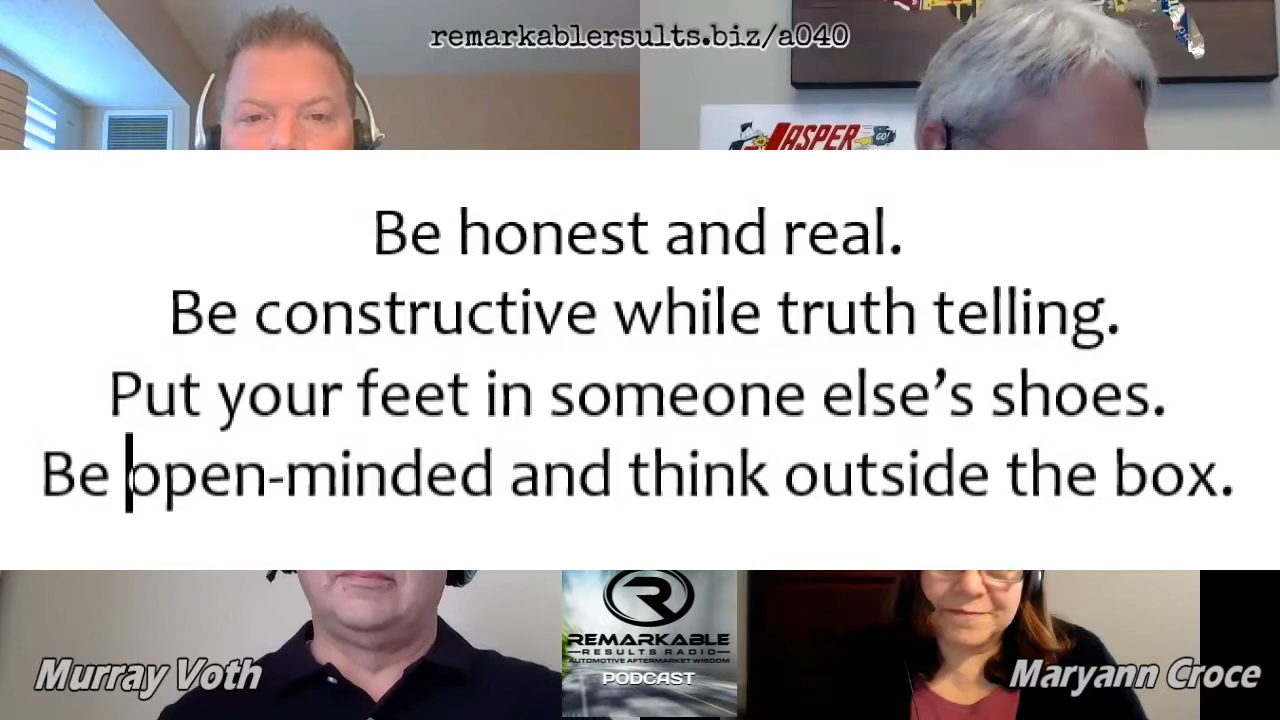 remarkablersults.biz/a040
JASPER
GO!
Be honest and real.
Be constructive while truth telling.
Put your feet in someone else’s shoes.
Be open-minded and think outside the box.
REMARKABLE
RESULTS RADIO
AUTOMOTIVE AFTERMARKET WISDOM
PODCAST
Murray Voth
Maryann Croce